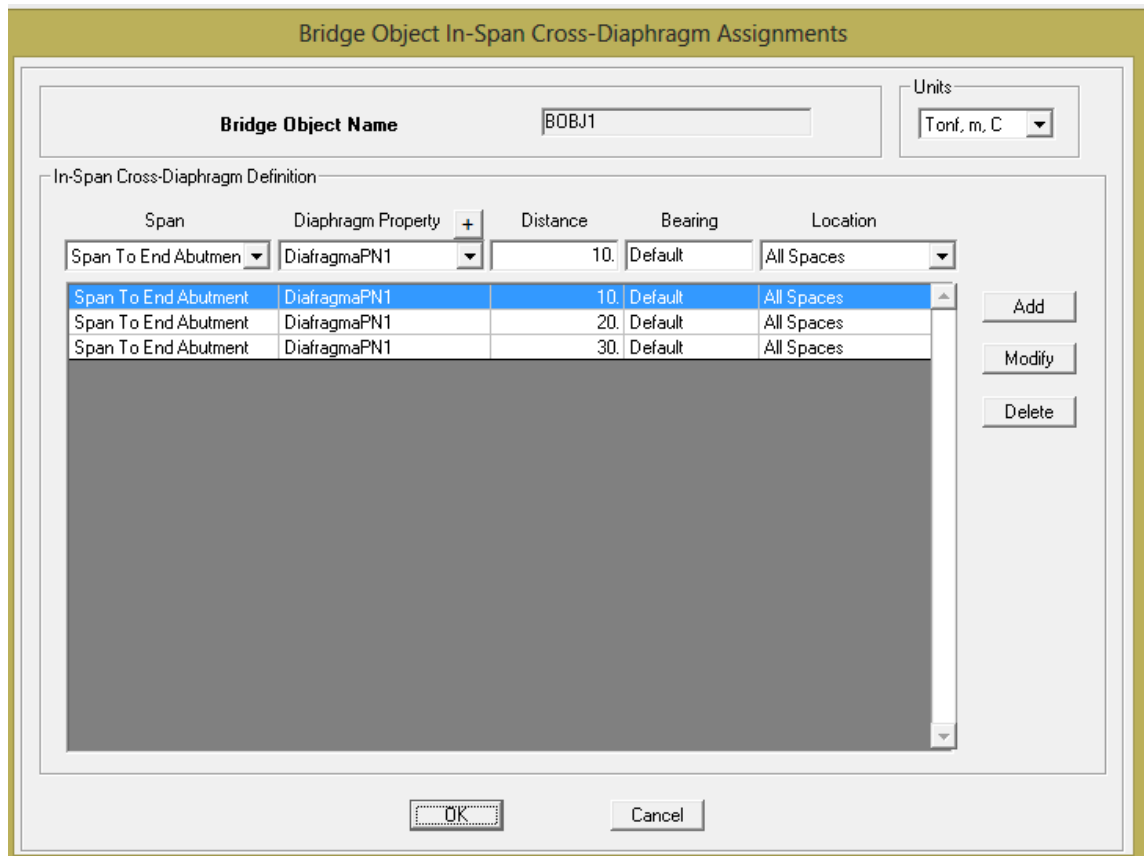 Bridge Object In-Span Cross-Diaphragm Assignments
Units
Bridge Object Name BOBJ1 Tonf, m, C
In-Span Cross-Diaphragm Definition
Span Diaphragm Property + Distance Bearing Location
Span To End Abutmen DiafragmaPN1 10. Default All Spaces
Span To End Abutment DiafragmaPN1 10. Default All Spaces
Span To End Abutment DiafragmaPN1 20. Default All Spaces
Span To End Abutment DiafragmaPN1 30. Default All Spaces
Add
Modify
Delete
OK Cancel